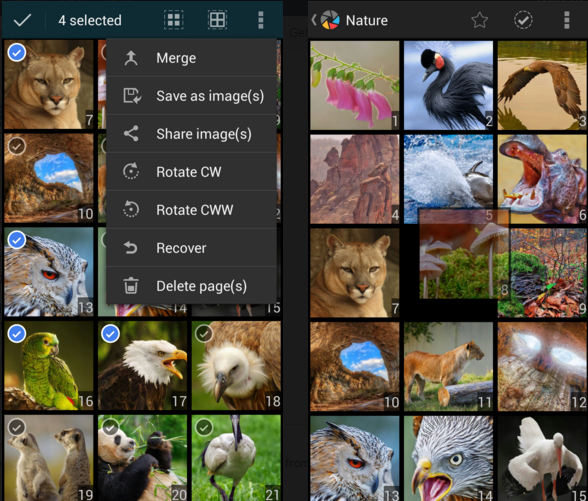 4 selected
Merge
Save as image(s)
Share image(s)
Rotate CW
Rotate CWW
Recover
Delete page(s)
7
10
13
14
15
16
17
18
19
20
21
Nature
1
2
3
4
5
6
7
8
9
10
11
12
13
14
15
from